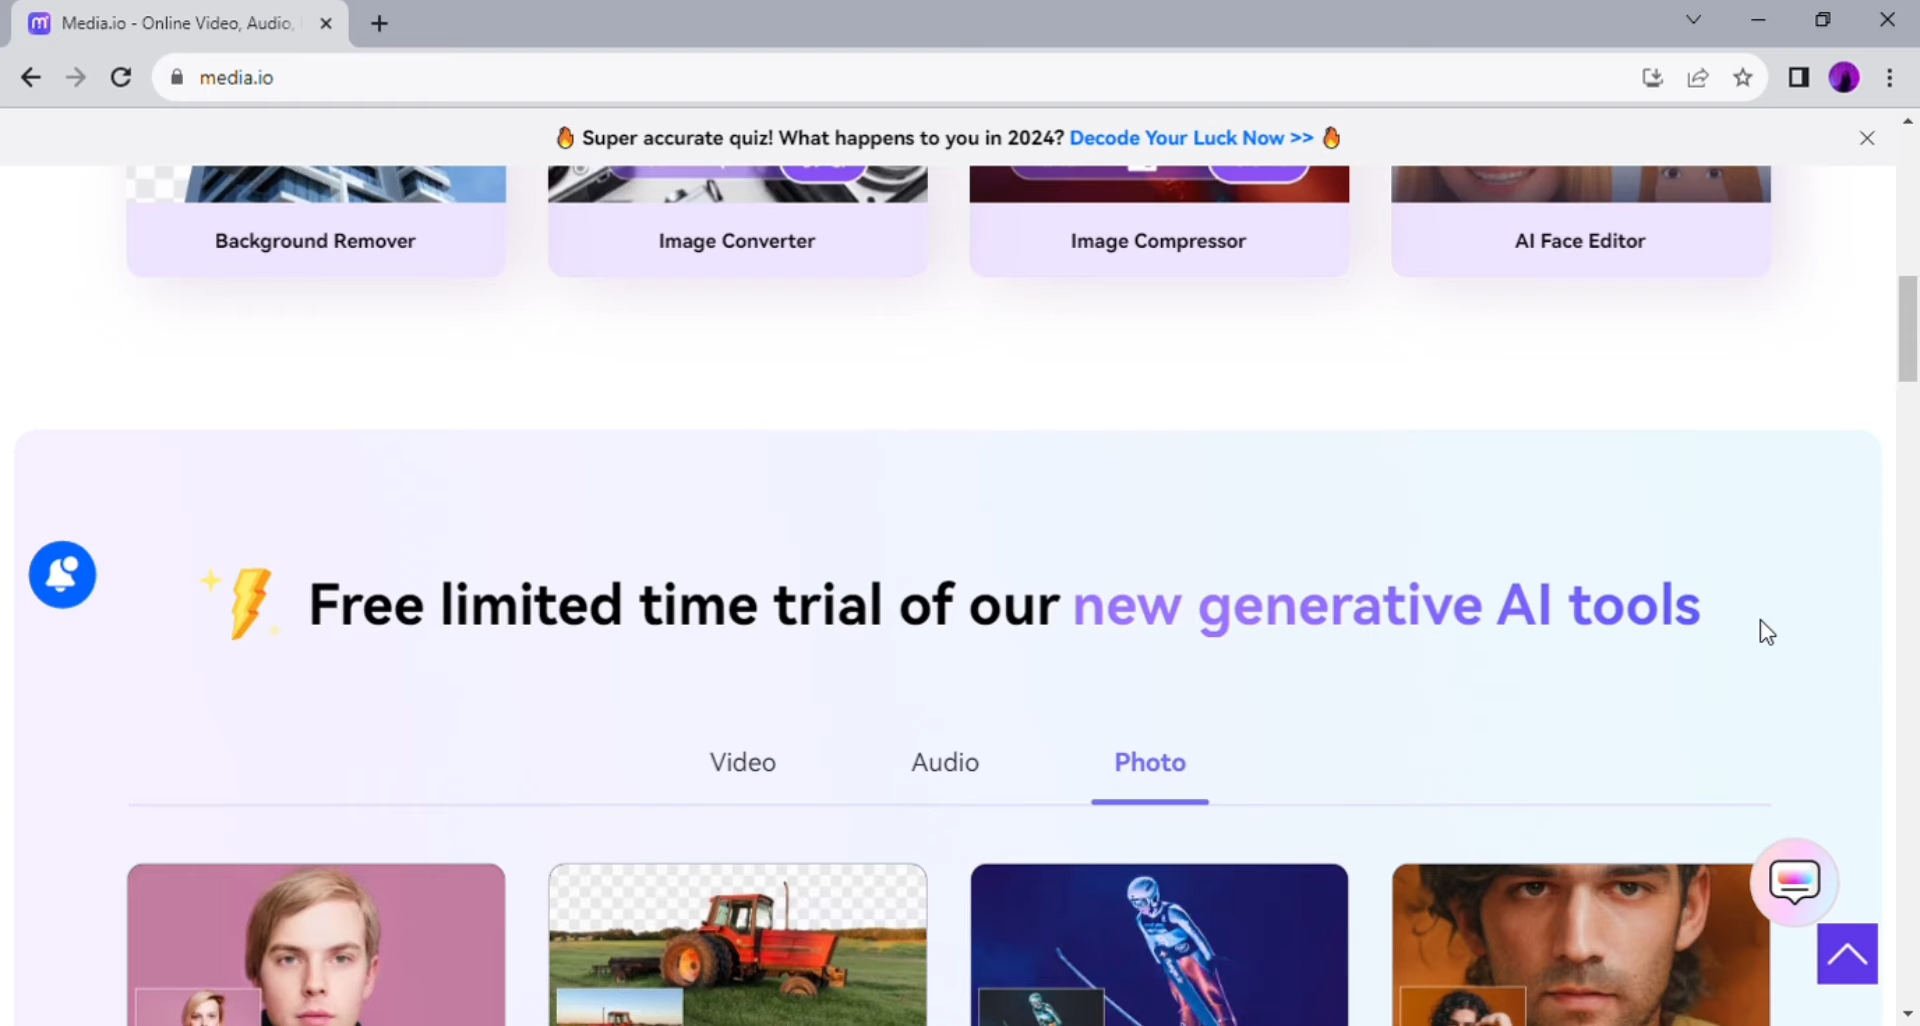 Media.io - Online Video, Audio,
media.io
Super accurate quiz! What happens to you in 2024? Decode Your Luck Now >>
Background Remover
Image Converter
Image Compressor
AI Face Editor
Free limited time trial of our new generative AI tools
Video
Audio
Photo